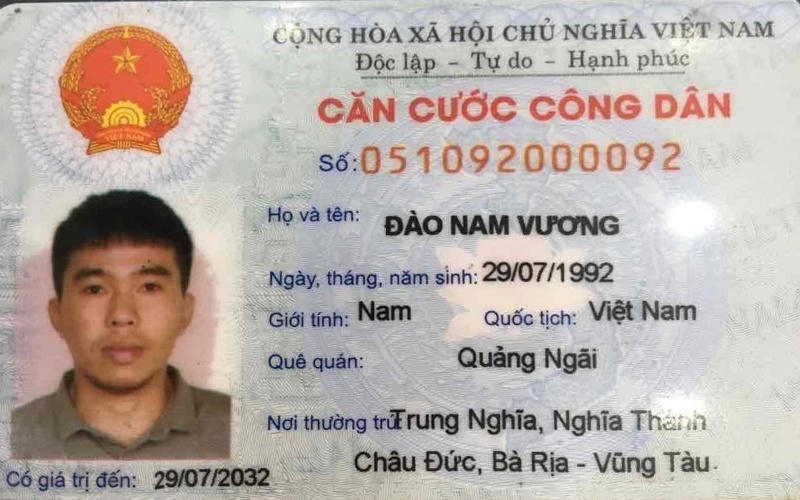 CỘNG HÒA XÃ HỘI CHỦ NGHĨA VIỆT NAM
Độc lập - Tự do - Hạnh phúc
CĂN CƯỚC CÔNG DÂN
Số: 051092000092
Họ và tên: ĐÀO NAM VƯƠNG
Ngày, tháng, năm sinh: 29/07/1992
Giới tính: Nam Quốc tịch: Việt Nam
Quê quán: Quảng Ngãi
Nơi thường trú: Trung Nghĩa, Nghĩa Thành
Châu Đức, Bà Rịa - Vũng Tàu
Có giá trị đến: 29/07/2032
VIỆT NAM